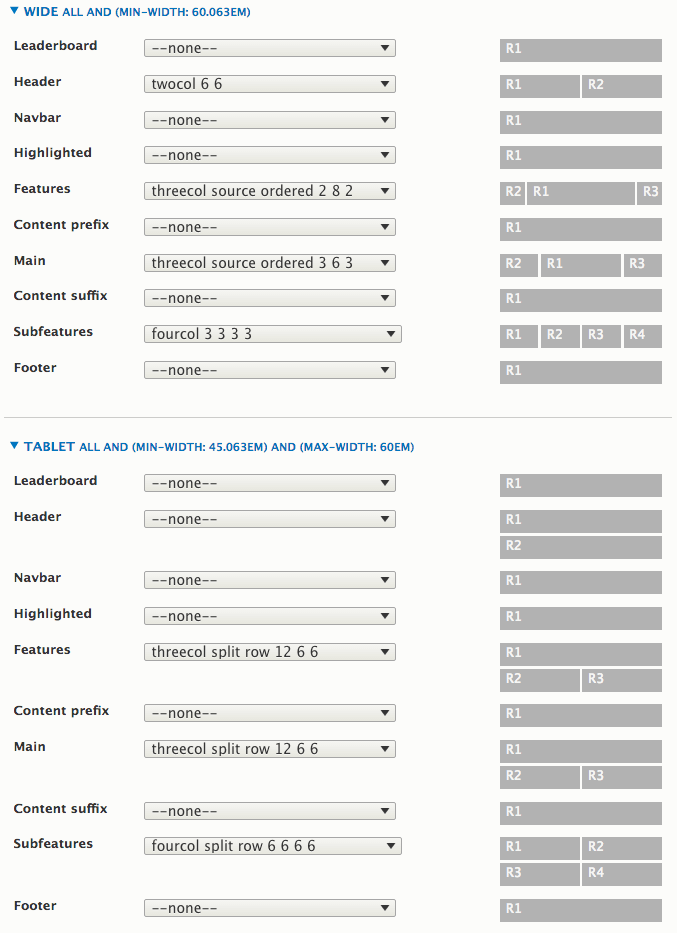 WIDE ALL AND (MIN-WIDTH: 60.063EM)
Leaderboard --none-- R1
Header twocol 6 6 R1 R2
Navbar --none-- R1
Highlighted --none-- R1
Features threecol source ordered 2 8 2 R2 R1 R3
Content prefix --none-- R1
Main threecol source ordered 3 6 3 R2 R1 R3
Content suffix --none-- R1
Subfeatures fourcol 3 3 3 3 R1 R2 R3 R4
Footer --none-- R1
TABLET ALL AND (MIN-WIDTH: 45.063EM) AND (MAX-WIDTH: 60EM)
Leaderboard --none-- R1
Header --none-- R1
R2
Navbar --none-- R1
Highlighted --none-- R1
Features threecol split row 12 6 6 R1
R2 R3
Content prefix --none-- R1
Main threecol split row 12 6 6 R1
R2 R3
Content suffix --none-- R1
Subfeatures fourcol split row 6 6 6 6 R1 R2
R3 R4
Footer --none-- R1